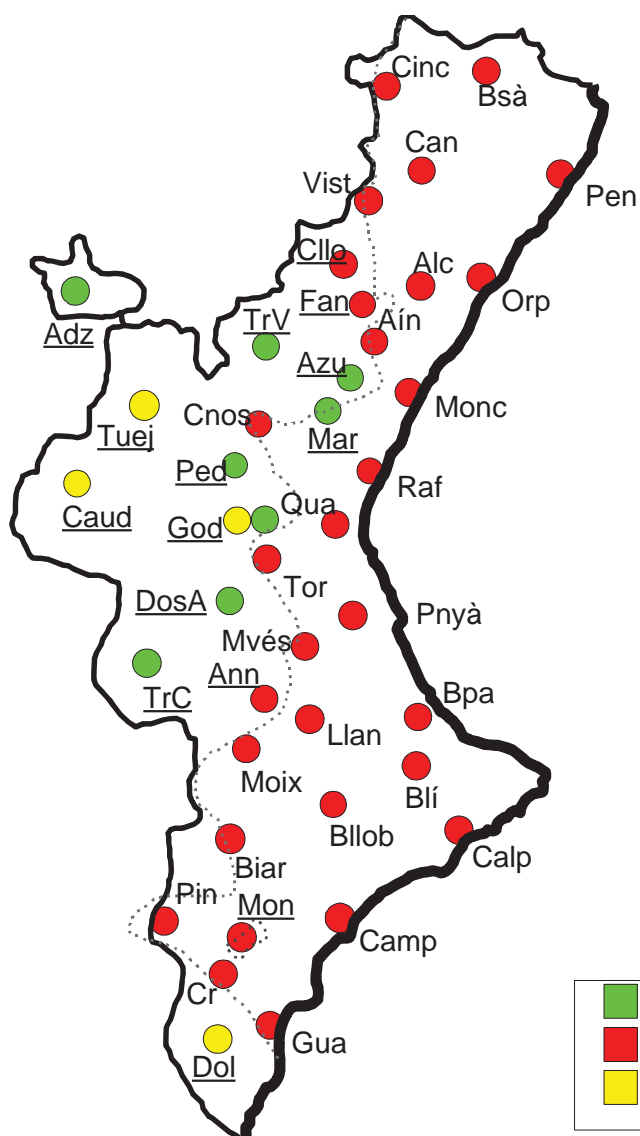 Cinc
Bsà
Can
Vist
Pen
Cllo
Alc
Orp
Fan
Adz
TrV
Aín
Azu
Monc
Tuej
Cnos
Mar
Ped
Raf
Caud
Qua
God
Tor
DosA
Pnyà
Mvés
TrC
Ann
Bpa
Llan
Moix
Blí
Bllob
Calp
Biar
Pin
Mon
Camp
Cr
Gua
Dol